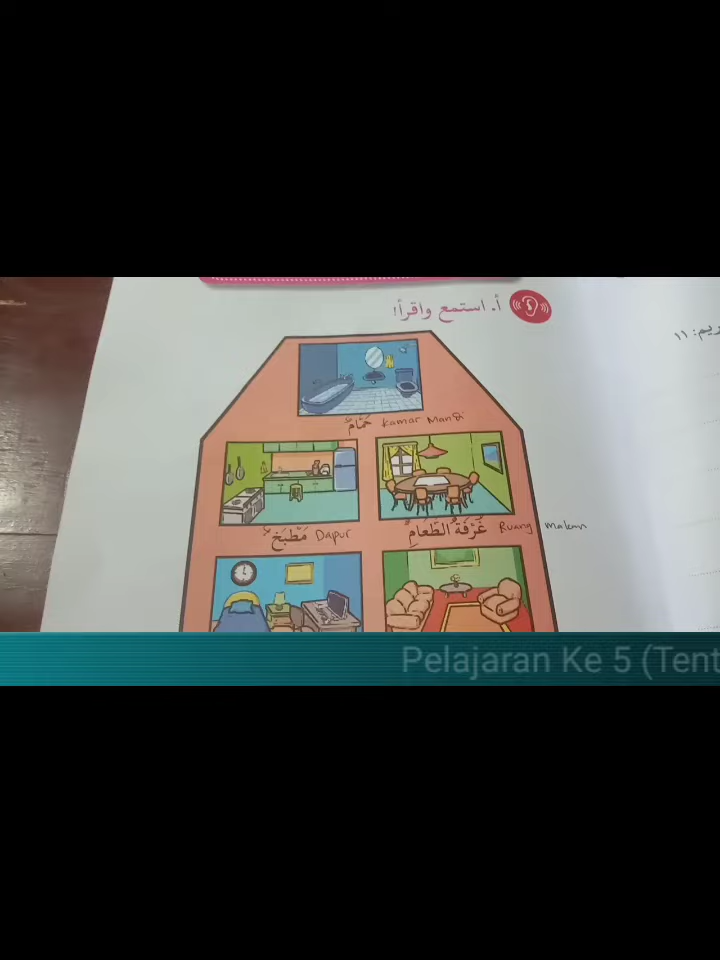 أ. استمع واقرأ!
حَمَّامٌ Kamar Mandi
مَطْبَخٌ Dapur
غُرْفَةُ الطَّعَامِ Ruang makan
Pelajaran Ke 5 (Tent